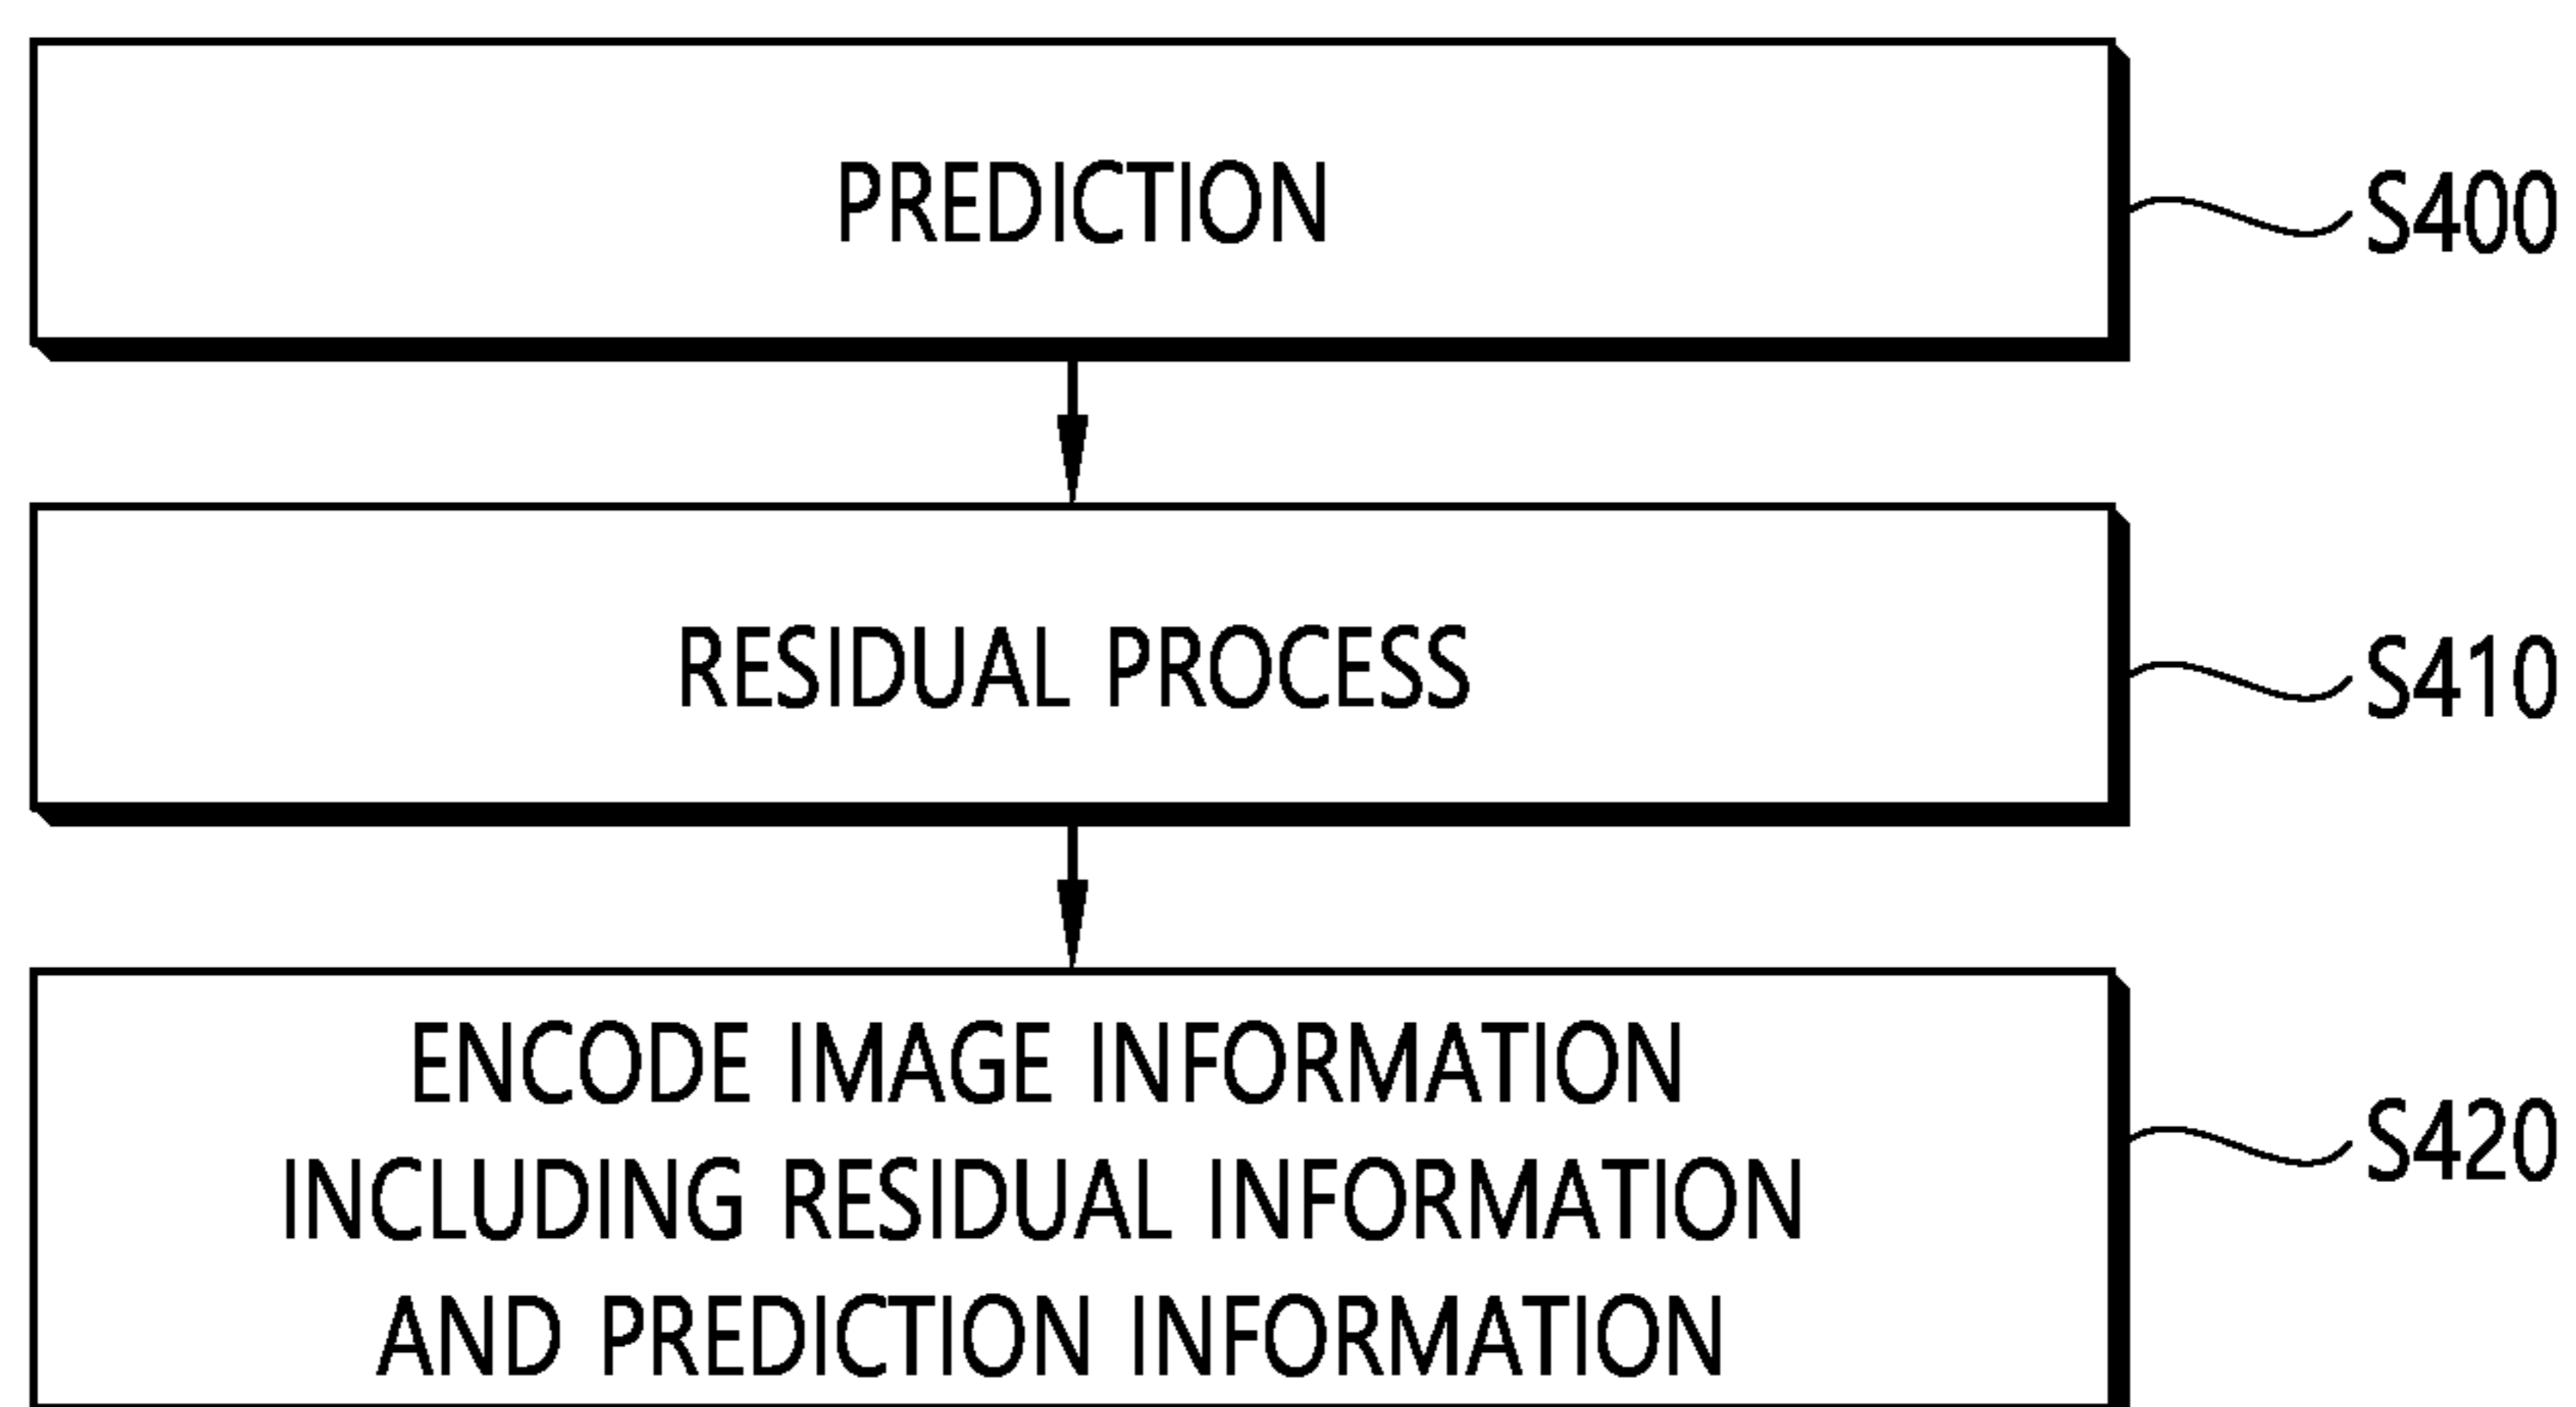 PREDICTION
S400
RESIDUAL PROCESS
S410
ENCODE IMAGE INFORMATION
INCLUDING RESIDUAL INFORMATION
AND PREDICTION INFORMATION
S420